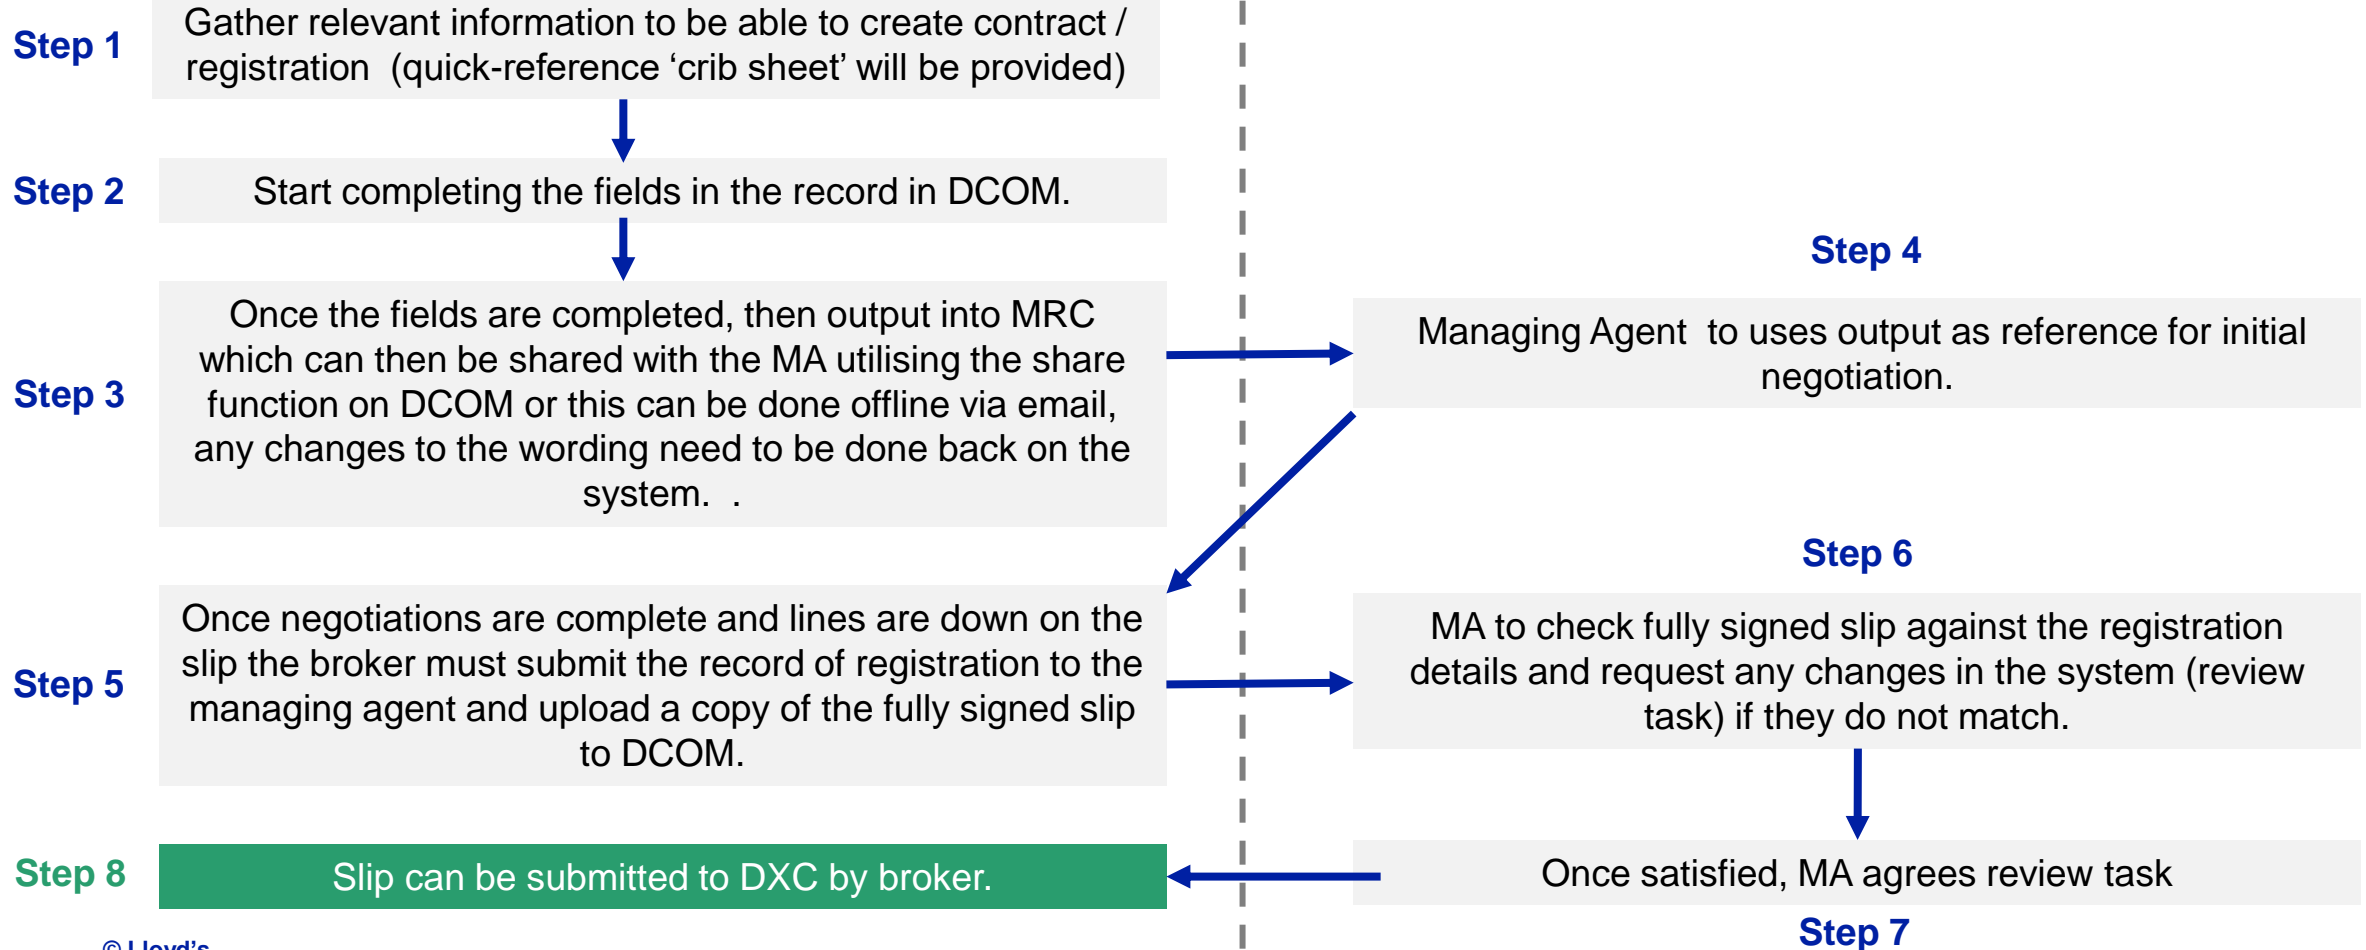 Step 1
Gather relevant information to be able to create contract /
registration  (quick-reference ‘crib sheet’ will be provided)
Step 2
Start completing the fields in the record in DCOM.
Step 3
Once the fields are completed, then output into MRC
which can then be shared with the MA utilising the share
function on DCOM or this can be done offline via email,
any changes to the wording need to be done back on the
system.  .
Step 4
Managing Agent  to uses output as reference for initial
negotiation.
Step 5
Once negotiations are complete and lines are down on the
slip the broker must submit the record of registration to the
managing agent and upload a copy of the fully signed slip
to DCOM.
Step 6
MA to check fully signed slip against the registration
details and request any changes in the system (review
task) if they do not match.
Once satisfied, MA agrees review task
Step 7
Step 8
Slip can be submitted to DXC by broker.
© Lloyd’s